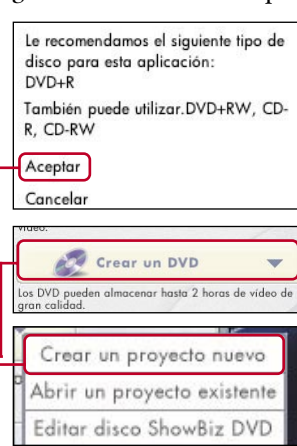 Le recomendamos el siguiente tipo de
disco para esta aplicación:
DVD+R
También puede utilizar.DVD+RW, CD-
R, CD-RW
Aceptar
Cancelar
video.
Crear un DVD
Los DVD pueden almacenar hasta 2 horas de vídeo de
gran calidad.
Crear un proyecto nuevo
Abrir un proyecto existente
Editar disco ShowBiz DVD